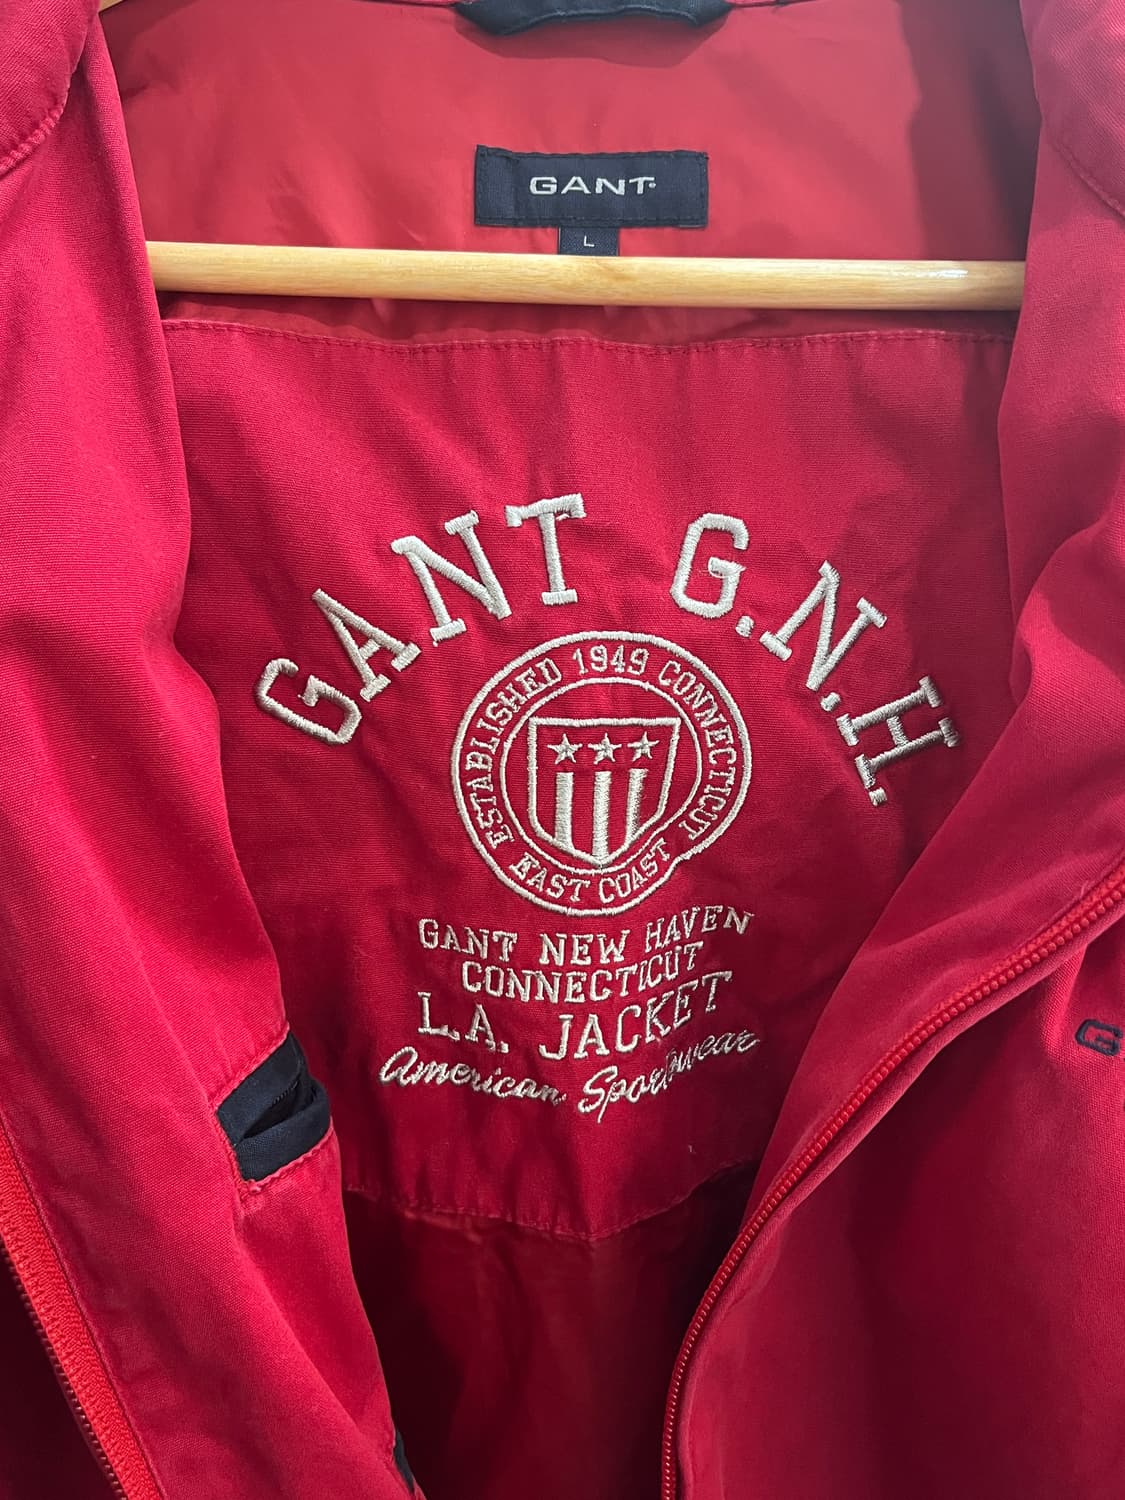 GANT
L
GANT G.N.H.
ESTABLISHED 1949 CONNECTICUT
EAST COAST
GANT NEW HAVEN
CONNECTICUT
L.A. JACKET
American Sportswear
G